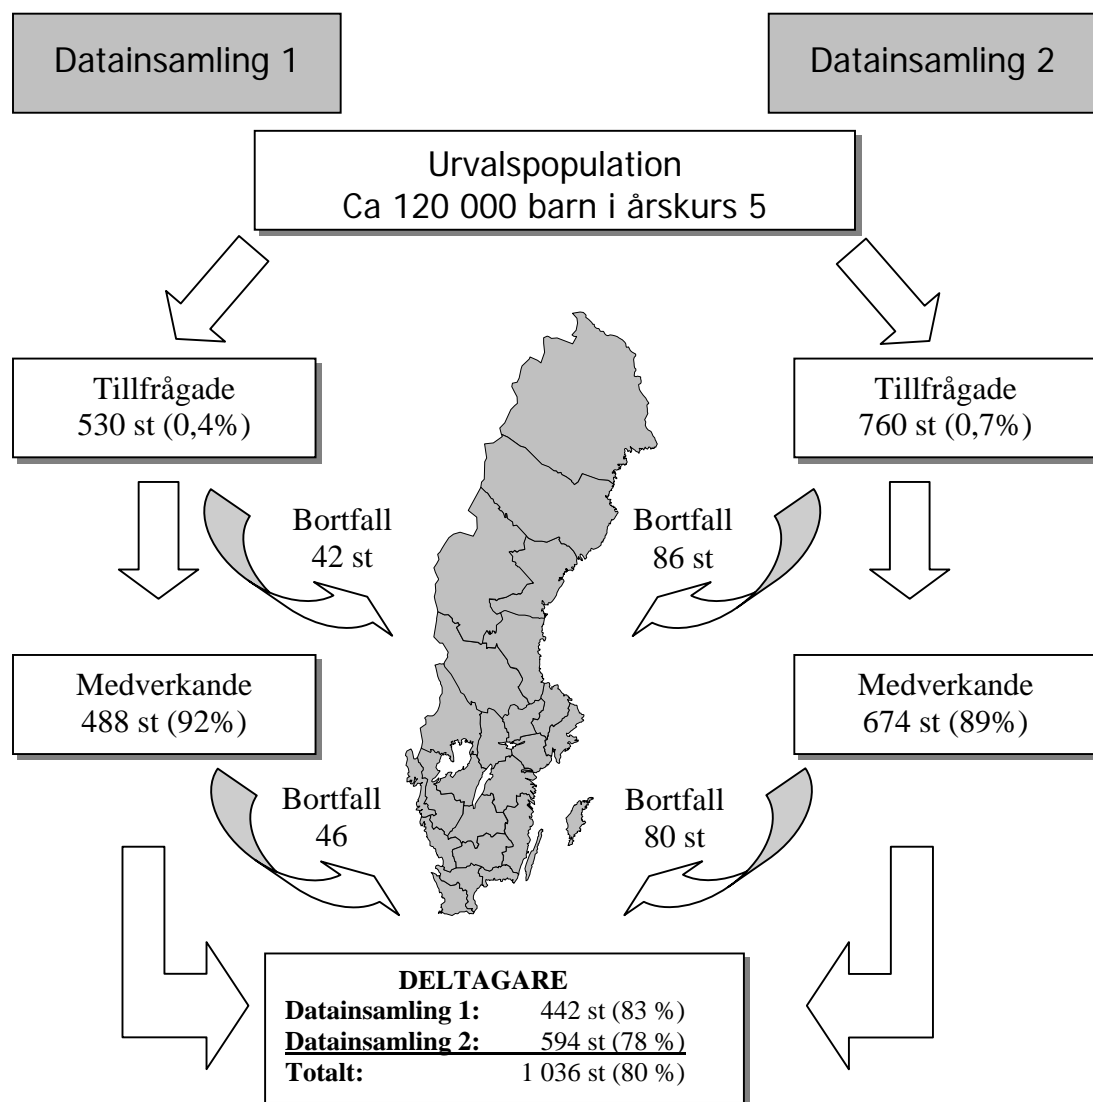 Datainsamling 1
Datainsamling 2
Urvalspopulation
Ca 120 000 barn i årskurs 5
Tillfrågade
530 st (0,4%)
Tillfrågade
760 st (0,7%)
Bortfall
42 st
Bortfall
86 st
Medverkande
488 st (92%)
Medverkande
674 st (89%)
Bortfall
46
Bortfall
80 st
DELTAGARE
Datainsamling 1: 442 st (83 %)
Datainsamling 2: 594 st (78 %)
Totalt: 1 036 st (80 %)